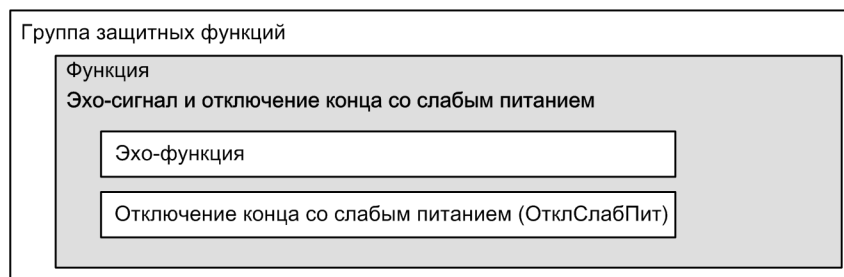 Группа защитных функций
Функция
Эхо-сигнал и отключение конца со слабым питанием
Эхо-функция
Отключение конца со слабым питанием (ОтклСлабПит)